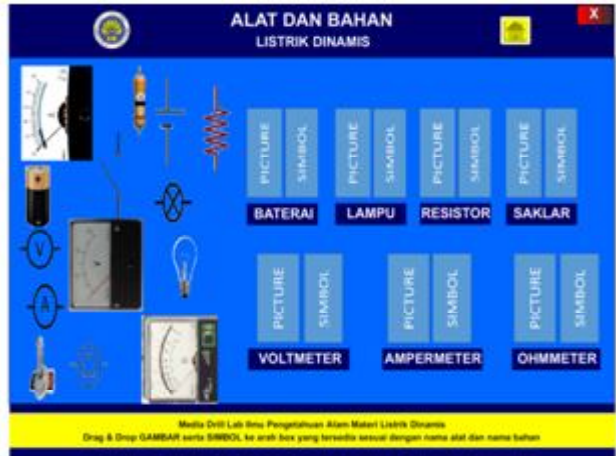 ALAT DAN BAHAN
LISTRIK DINAMIS
X
PICTURE SIMBOL PICTURE SIMBOL PICTURE SIMBOL PICTURE SIMBOL
BATERAI LAMPU RESISTOR SAKLAR
V
A
PICTURE SIMBOL PICTURE SIMBOL PICTURE SIMBOL
VOLTMETER AMPERMETER OHMMETER
Media Drill Lab Ilmu Pengetahuan Alam Materi Listrik Dinamis
Drag & Drop GAMBAR serta SIMBOL ke arah box yang tersedia sesuai dengan nama alat dan nama bahan